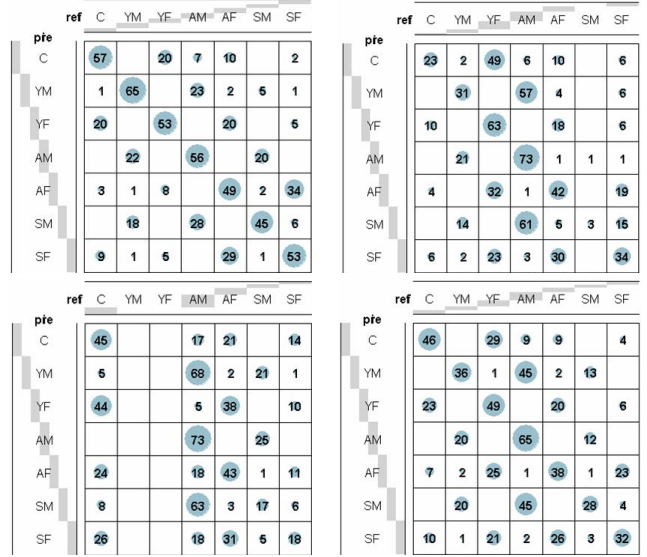 ref C YM YF AM AF SM SF
pře
C 57 20 7 10 2
YM 1 65 23 2 5 1
YF 20 53 20 5
AM 22 56 20
AF 3 1 8 49 2 34
SM 18 28 45 6
SF 9 1 5 29 1 53
ref C YM YF AM AF SM SF
pře
C 23 2 49 6 10 6
YM 31 57 4 6
YF 10 63 18 6
AM 21 73 1 1 1
AF 4 32 1 42 19
SM 14 61 5 3 15
SF 6 2 23 3 30 34
ref C YM YF AM AF SM SF
pře
C 45 17 21 14
YM 5 68 2 21 1
YF 44 5 38 10
AM 73 25
AF 24 18 43 1 11
SM 8 63 3 17 6
SF 26 18 31 5 18
ref C YM YF AM AF SM SF
pře
C 46 29 9 9 4
YM 36 1 45 2 13
YF 23 49 20 6
AM 20 65 12
AF 7 2 25 1 38 1 23
SM 20 45 28 4
SF 10 1 21 2 26 3 32